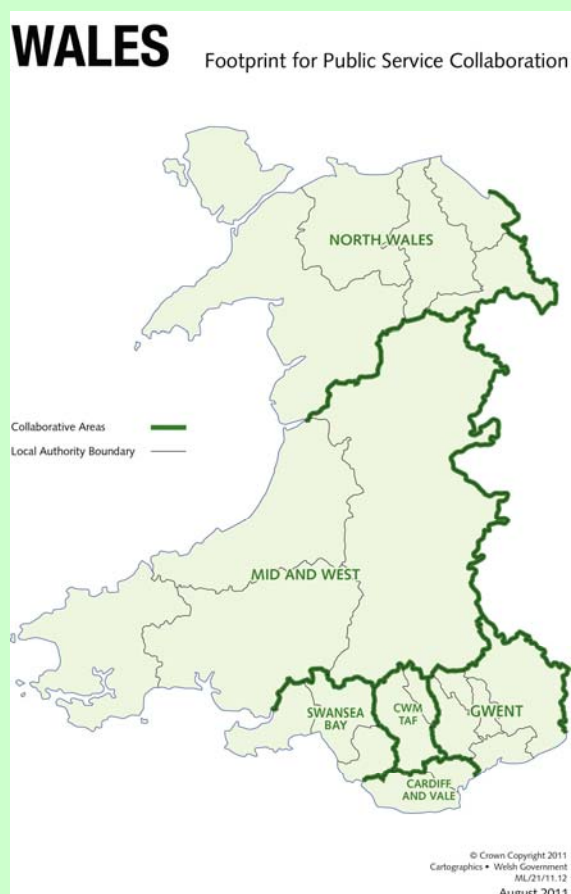 WALES
Footprint for Public Service Collaboration
NORTH WALES
Collaborative Areas
Local Authority Boundary
MID AND WEST
SWANSEA
BAY
CWM
TAF
GWENT
CARDIFF
AND VALE
© Crown Copyright 2011
Cartographics • Welsh Government
ML/21/11.12
August 2011